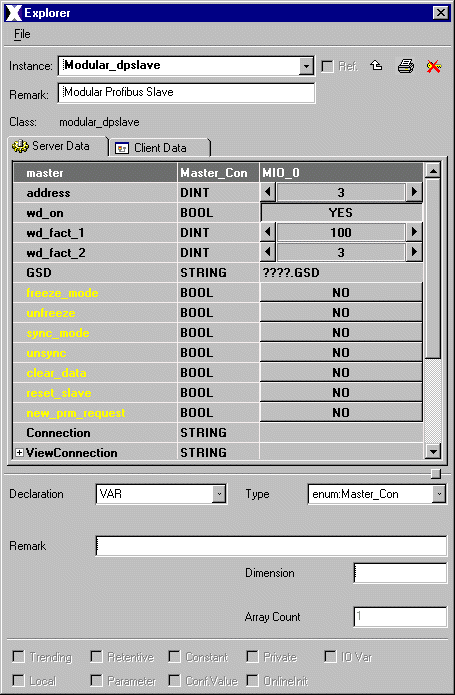 Explorer
File
Instance: Modular_dpslave Ref.
Remark: Modular Profibus Slave
Class: modular_dpslave
Server Data Client Data
master Master_Con MIO_0
address DINT 3
wd_on BOOL YES
wd_fact_1 DINT 100
wd_fact_2 DINT 3
GSD STRING ????.GSD
freeze_mode BOOL NO
unfreeze BOOL NO
sync_mode BOOL NO
unsync BOOL NO
clear_data BOOL NO
reset_slave BOOL NO
new_prm_request BOOL NO
Connection STRING
ViewConnection STRING
Declaration VAR Type enum:Master_Con
Remark
Dimension
Array Count 1
Trending Retentive Constant Private IO Var
Local Parameter Conf.Value OnlineInit